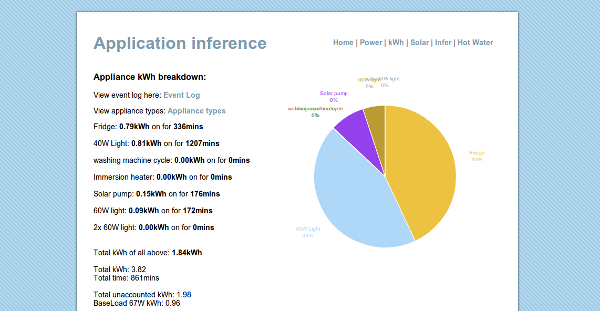 Application inference
Home | Power | kWh | Solar | Infer | Hot Water
Appliance kWh breakdown:
View event log here: Event Log
View appliance types: Appliance types
Fridge: 0.79kWh on for 336mins
40W Light: 0.81kWh on for 1207mins
washing machine cycle: 0.00kWh on for 0mins
Immersion heater: 0.00kWh on for 0mins
Solar pump: 0.15kWh on for 176mins
60W light: 0.09kWh on for 172mins
2x 60W light: 0.00kWh on for 0mins
Total kWh of all above: 1.84kWh
Total kWh: 3.82
Total time: 861mins
Total unaccounted kWh: 1.98
BaseLoad 67W kWh: 0.96
60W light
5%
0%
Solar pump
8%
0%
Fridge
43%
40W Light